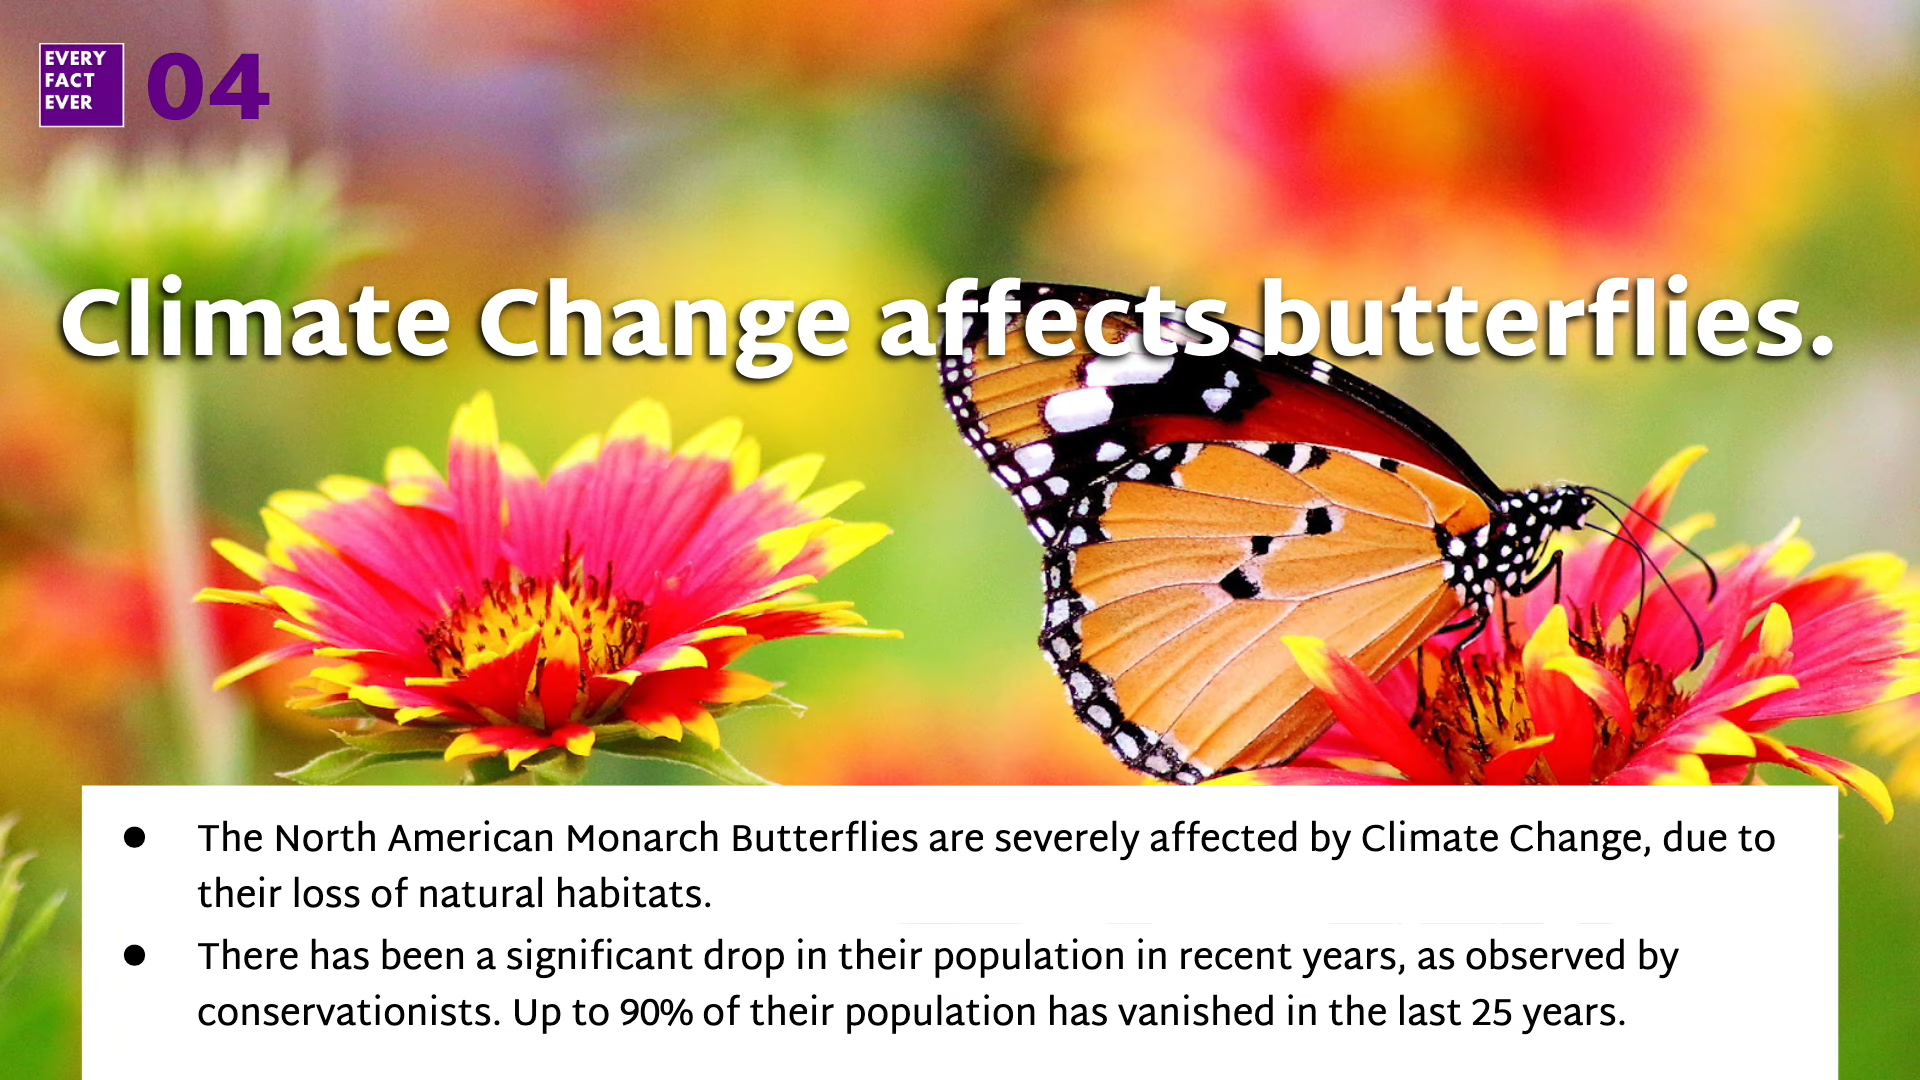 EVERY
FACT
EVER
04
Climate Change affects butterflies.
● The North American Monarch Butterflies are severely affected by Climate Change, due to
their loss of natural habitats.
● There has been a significant drop in their population in recent years, as observed by
conservationists. Up to 90% of their population has vanished in the last 25 years.